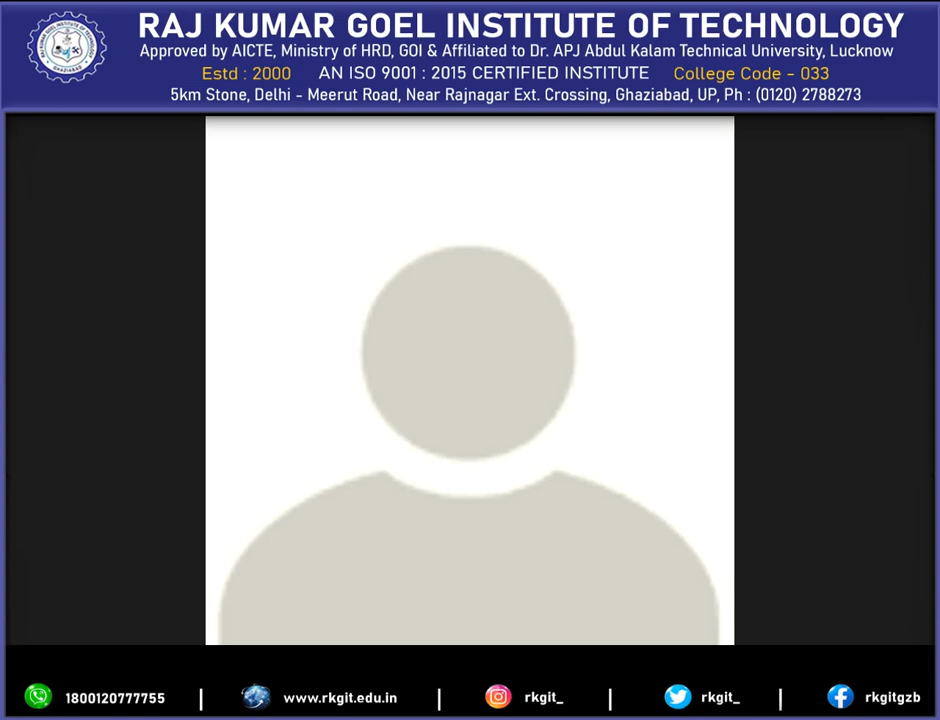 RAJ KUMAR GOEL INSTITUTE OF TECHNOLOGY
Approved by AICTE, Ministry of HRD, GOI & Affiliated to Dr. APJ Abdul Kalam Technical University, Lucknow
Estd : 2000 AN ISO 9001 : 2015 CERTIFIED INSTITUTE College Code - 033
5km Stone, Delhi - Meerut Road, Near Rajnagar Ext. Crossing, Ghaziabad, UP, Ph : (0120) 2788273
1800120777755 | www.rkgit.edu.in | rkgit_ | rkgit_ | rkgitgzb